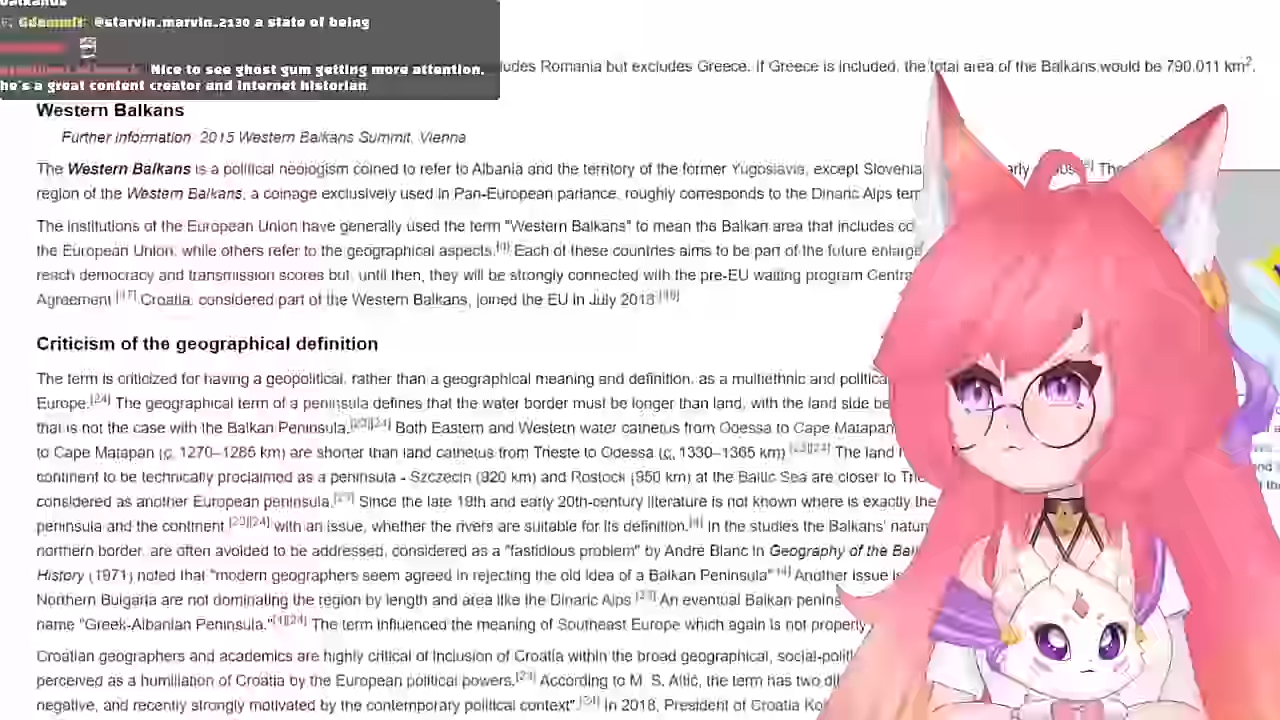 Gdammit @starvin.marvin.2130 a state of being
Nice to see ghost gum getting more attention,
he's a great content creator and internet historian
ludes Romania but excludes Greece. If Greece is included, the total area of the Balkans would be 790,011 km².
Western Balkans
Further information: 2015 Western Balkans Summit, Vienna
The Western Balkans is a political neologism coined to refer to Albania and the territory of the former Yugoslavia, except Slovenia
region of the Western Balkans, a coinage exclusively used in Pan-European parlance, roughly corresponds to the Dinaric Alps terr
The institutions of the European Union have generally used the term "Western Balkans" to mean the Balkan area that includes co
the European Union, while others refer to the geographical aspects. Each of these countries aims to be part of the future enlarge
reach democracy and transmission scores but, until then, they will be strongly connected with the pre-EU waiting program Centra
Agreement. Croatia, considered part of the Western Balkans, joined the EU in July 2013.
Criticism of the geographical definition
The term is criticized for having a geopolitical, rather than a geographical meaning and definition, as a multiethnic and politica
Europe.[24] The geographical term of a peninsula defines that the water border must be longer than land, with the land side be
that is not the case with the Balkan Peninsula.[23][24] Both Eastern and Western water cathetus from Odessa to Cape Matapan
to Cape Matapan (c. 1270–1285 km) are shorter than land cathetus from Trieste to Odessa (c. 1330–1365 km).[23][24] The land
continent to be technically proclaimed as a peninsula - Szczecin (920 km) and Rostock (950 km) at the Baltic Sea are closer to Trie
considered as another European peninsula. Since the late 19th and early 20th-century literature is not known where is exactly the
peninsula and the continent,[23][24] with an issue, whether the rivers are suitable for its definition.[4] In the studies the Balkans' natur
northern border, are often avoided to be addressed, considered as a "fastidious problem" by André Blanc in Geography of the Bal
History (1971) noted that "modern geographers seem agreed in rejecting the old idea of a Balkan Peninsula".[4] Another issue is
Northern Bulgaria are not dominating the region by length and area like the Dinaric Alps. An eventual Balkan penins
name "Greek-Albanian Peninsula."[4][24] The term influenced the meaning of Southeast Europe which again is not properly
Croatian geographers and academics are highly critical of inclusion of Croatia within the broad geographical, social-politi
perceived as a humiliation of Croatia by the European political powers. According to M. S. Altić, the term has two di
negative, and recently strongly motivated by the contemporary political context". In 2018, President of Croatia Kol